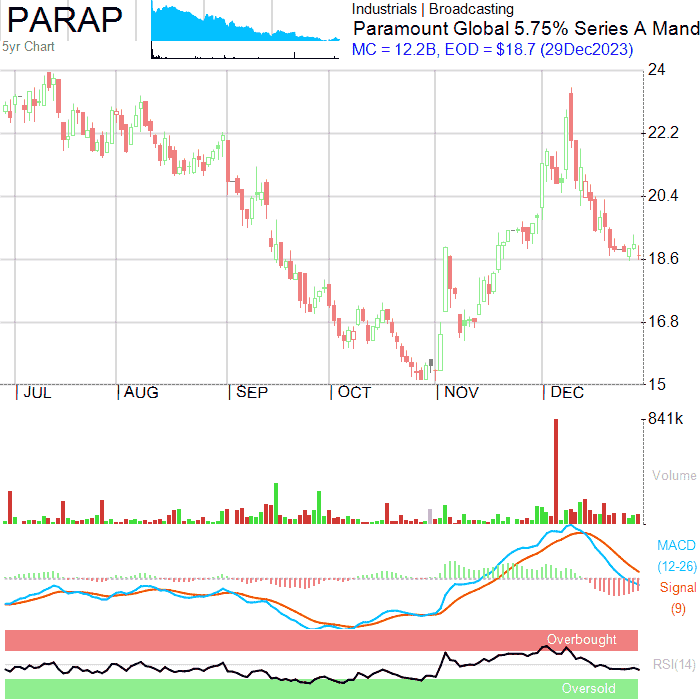 PARAP
5yr Chart
Industrials | Broadcasting
Paramount Global 5.75% Series A Mand
MC = 12.2B, EOD = $18.7 (29Dec2023)
24
22.2
20.4
18.6
16.8
15
JUL AUG SEP OCT NOV DEC
841k
Volume
MACD
(12-26)
Signal
(9)
Overbought
RSI(14)
Oversold